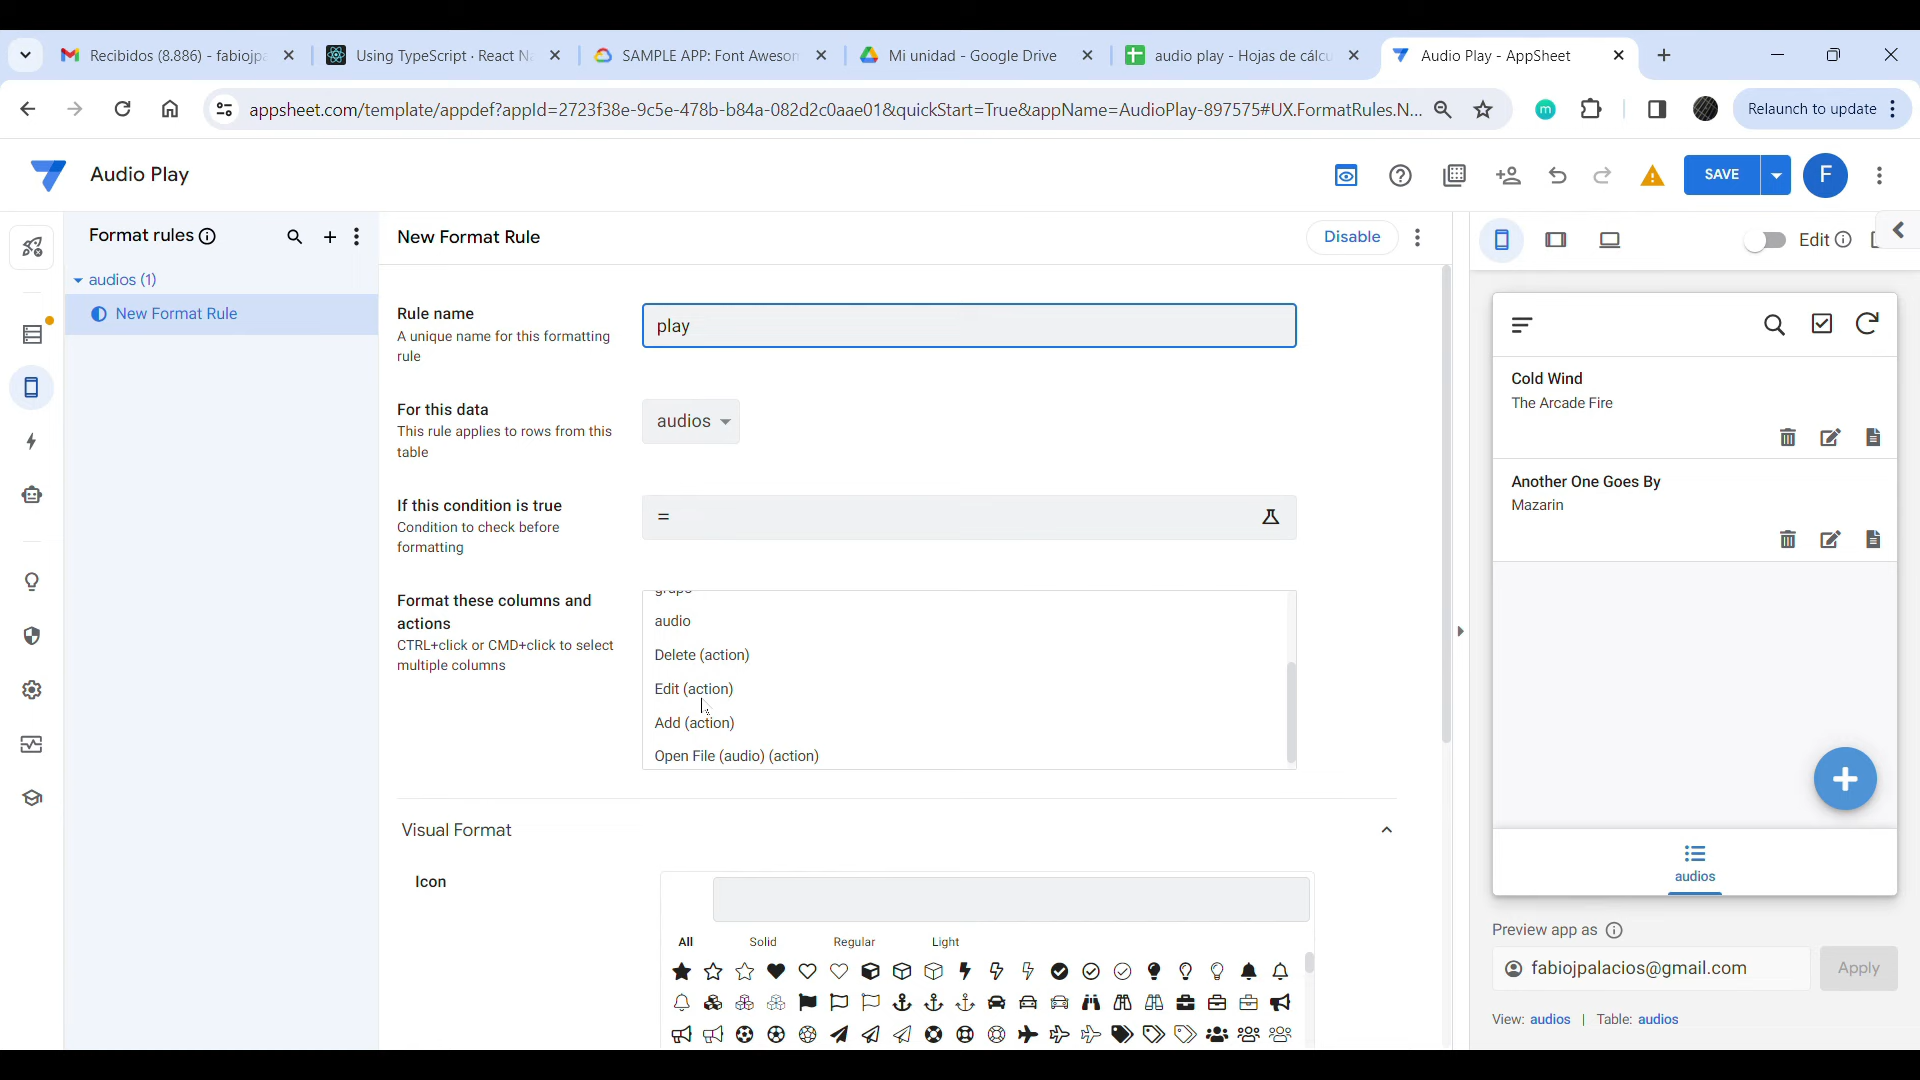 Recibidos (8.886) - fabiojpa
Using TypeScript · React N
SAMPLE APP: Font Aweson
Mi unidad - Google Drive
audio play - Hojas de cálcu
Audio Play - AppSheet
appsheet.com/template/appdef?appId=2723f38e-9c5e-478b-b84a-082d2c0aae01&quickStart=True&appName=AudioPlay-897575#UX.FormatRules.N...
m
Relaunch to update
Audio Play
SAVE
F
Format rules
audios (1)
New Format Rule
New Format Rule
Disable
Rule name
A unique name for this formatting
rule
play
For this data
This rule applies to rows from this
table
audios
If this condition is true
Condition to check before
formatting
=
Format these columns and
actions
CTRL+click or CMD+click to select
multiple columns
audio
Delete (action)
Edit (action)
Add (action)
Open File (audio) (action)
Visual Format
Icon
All
Solid
Regular
Light
Edit
Cold Wind
The Arcade Fire
Another One Goes By
Mazarin
audios
Preview app as
fabiojpalacios@gmail.com
Apply
View: audios | Table: audios